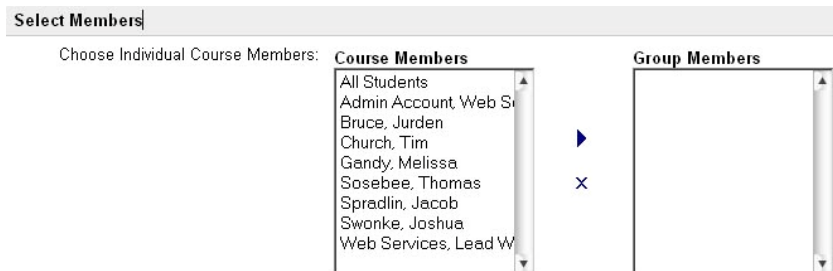 Select Members
Choose Individual Course Members:
Course Members
All Students
Admin Account, Web
Bruce, Jurden
Church, Tim
Gandy, Melissa
Sosebee, Thomas
Spradlin, Jacob
Swonke, Joshua
Web Services, Lead W
Group Members